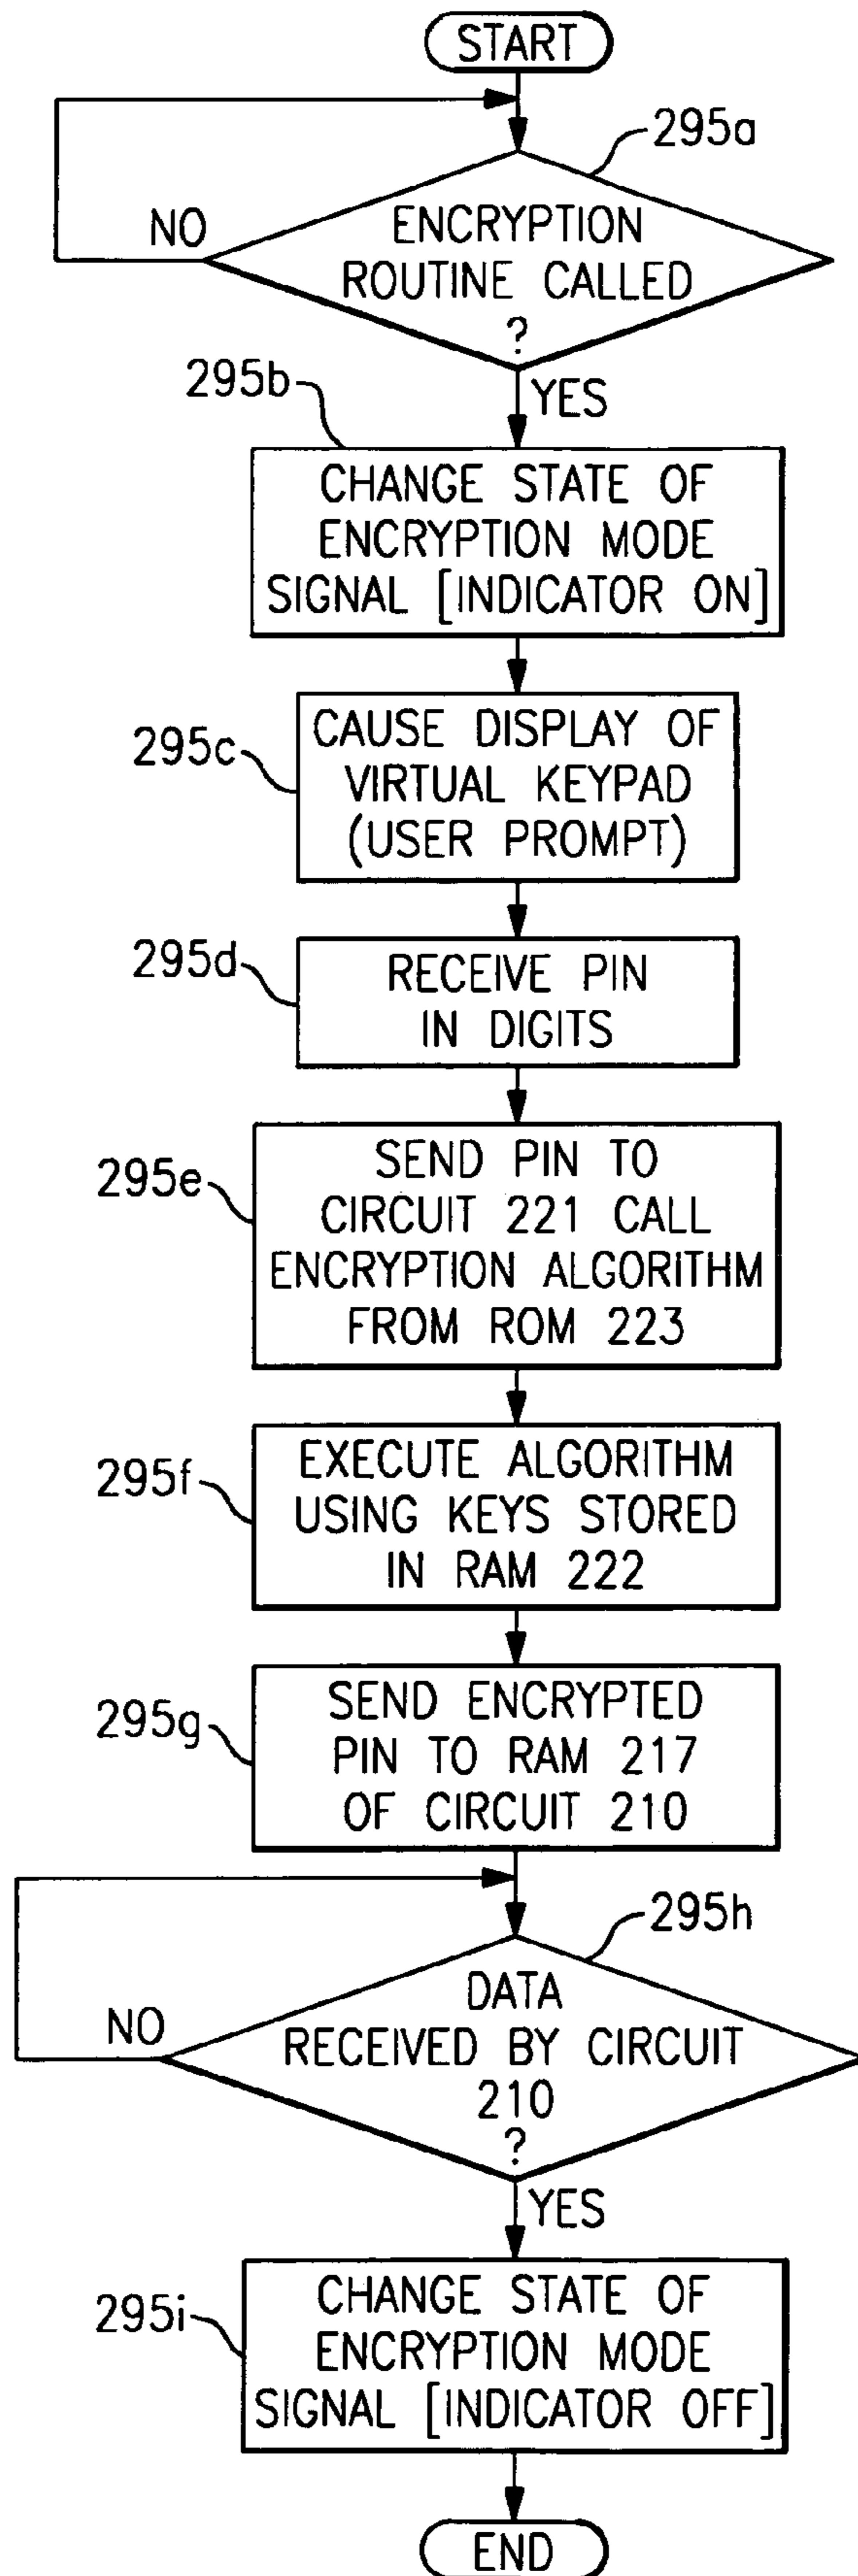 START
295a
NO
ENCRYPTION
ROUTINE CALLED
?
295b
YES
CHANGE STATE OF
ENCRYPTION MODE
SIGNAL [INDICATOR ON]
295c
CAUSE DISPLAY OF
VIRTUAL KEYPAD
(USER PROMPT)
295d
RECEIVE PIN
IN DIGITS
295e
SEND PIN TO
CIRCUIT 221 CALL
ENCRYPTION ALGORITHM
FROM ROM 223
295f
EXECUTE ALGORITHM
USING KEYS STORED
IN RAM 222
295g
SEND ENCRYPTED
PIN TO RAM 217
OF CIRCUIT 210
295h
NO
DATA
RECEIVED BY CIRCUIT
210
?
YES
295i
CHANGE STATE OF
ENCRYPTION MODE
SIGNAL [INDICATOR OFF]
END